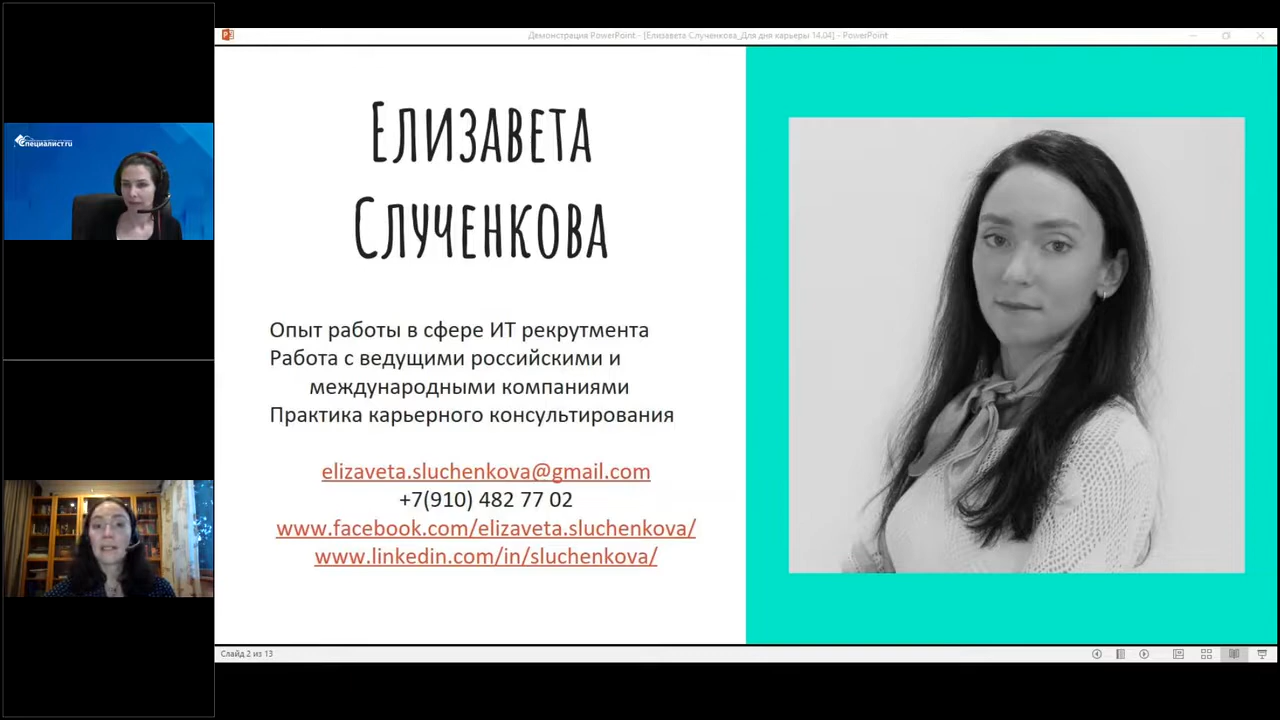 Демонстрация PowerPoint - [Елизавета Слученкова_Для дня карьеры 14.04] - PowerPoint
Специалист.ru
Елизавета
Слученкова
Опыт работы в сфере ИТ рекрутмента
Работа с ведущими российскими и
международными компаниями
Практика карьерного консультирования
elizaveta.sluchenkova@gmail.com
+7(910) 482 77 02
www.facebook.com/elizaveta.sluchenkova/
www.linkedin.com/in/sluchenkova/
Слайд 2 из 13